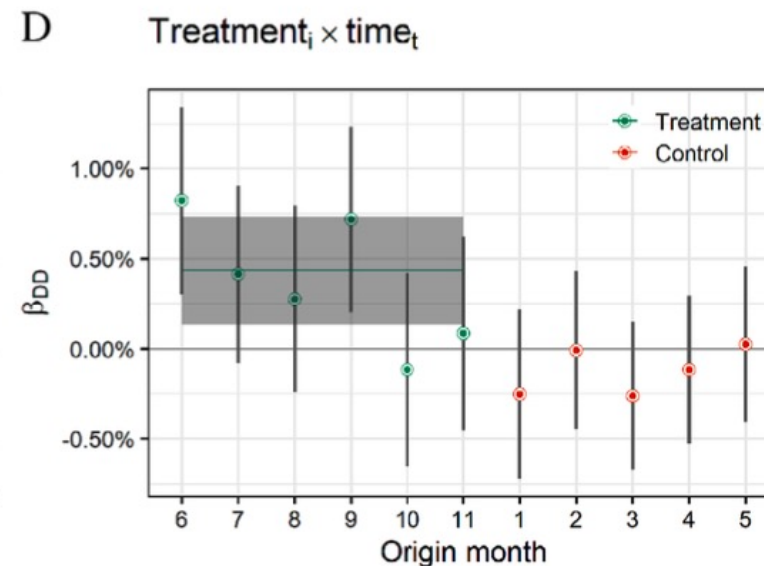 D Treatmentᵢ × timeₜ
Treatment
Control
1.00%
0.50%
0.00%
-0.50%
βDD
6 7 8 9 10 11 1 2 3 4 5
Origin month